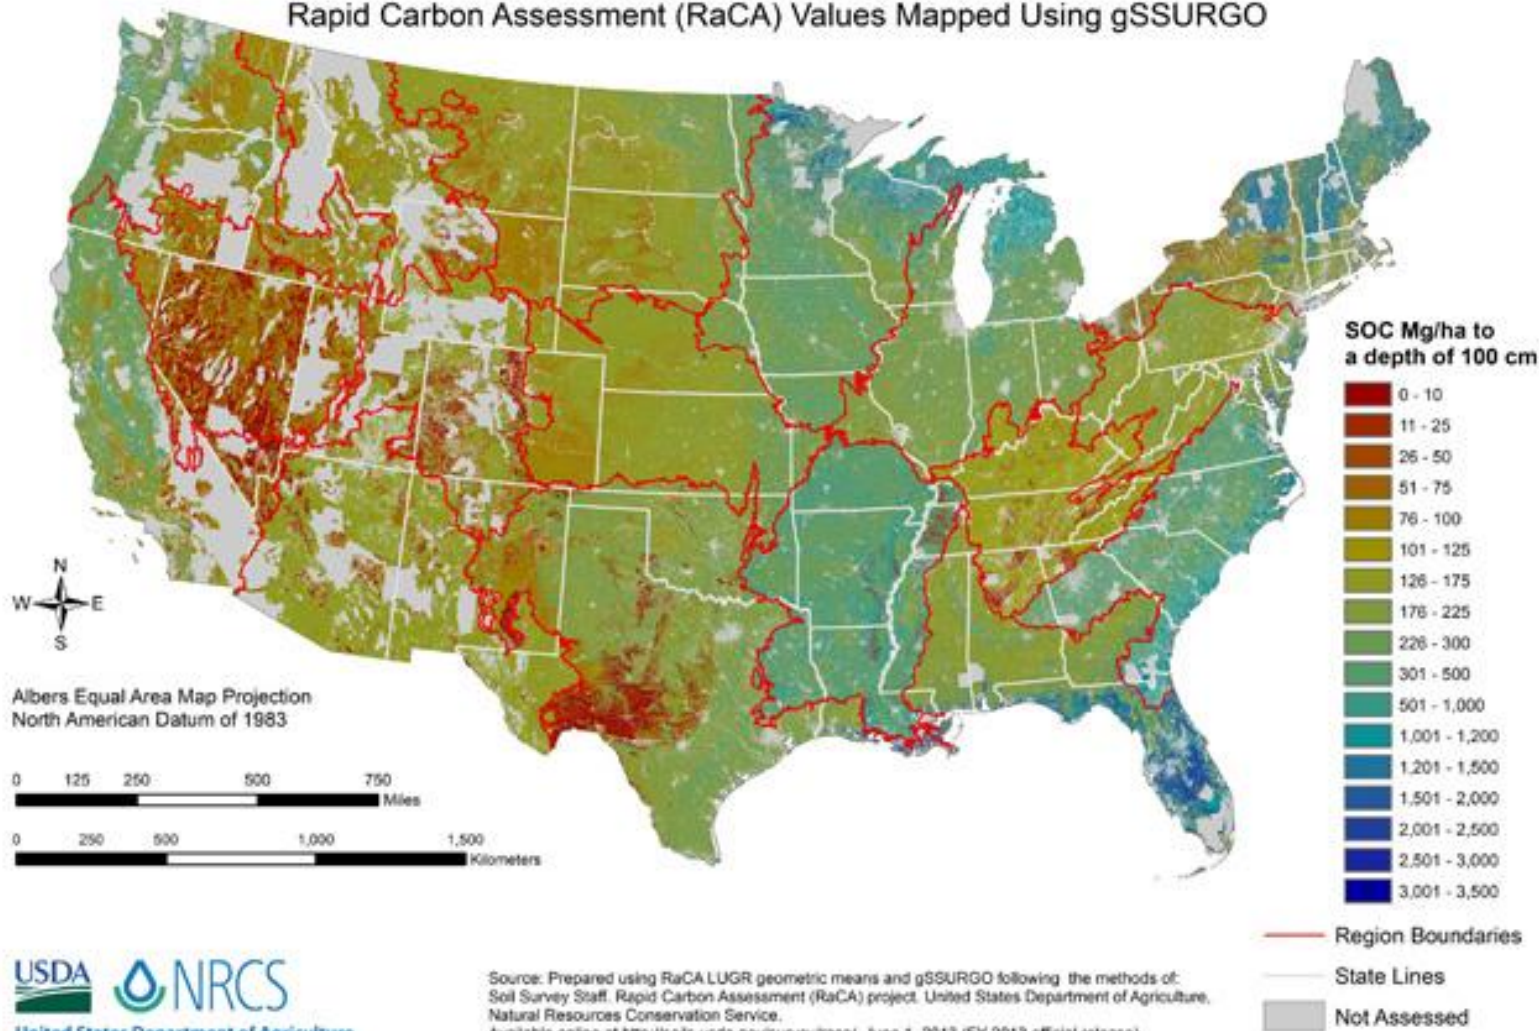 Rapid Carbon Assessment (RaCA) Values Mapped Using gSSURGO
SOC Mg/ha to
a depth of 100 cm
0 - 10
11 - 25
26 - 50
51 - 75
76 - 100
101 - 125
126 - 175
176 - 225
226 - 300
301 - 500
501 - 1,000
1,001 - 1,200
1,201 - 1,500
1,501 - 2,000
2,001 - 2,500
2,501 - 3,000
3,001 - 3,500
Region Boundaries
State Lines
Not Assessed
N
W E
S
Albers Equal Area Map Projection
North American Datum of 1983
0 125 250 500 750
Miles
0 250 500 1,000 1,500
Kilometers
USDA NRCS
United States Department of Agriculture
Source: Prepared using RaCA LUGR geometric means and gSSURGO following the methods of:
Soil Survey Staff. Rapid Carbon Assessment (RaCA) project. United States Department of Agriculture,
Natural Resources Conservation Service.